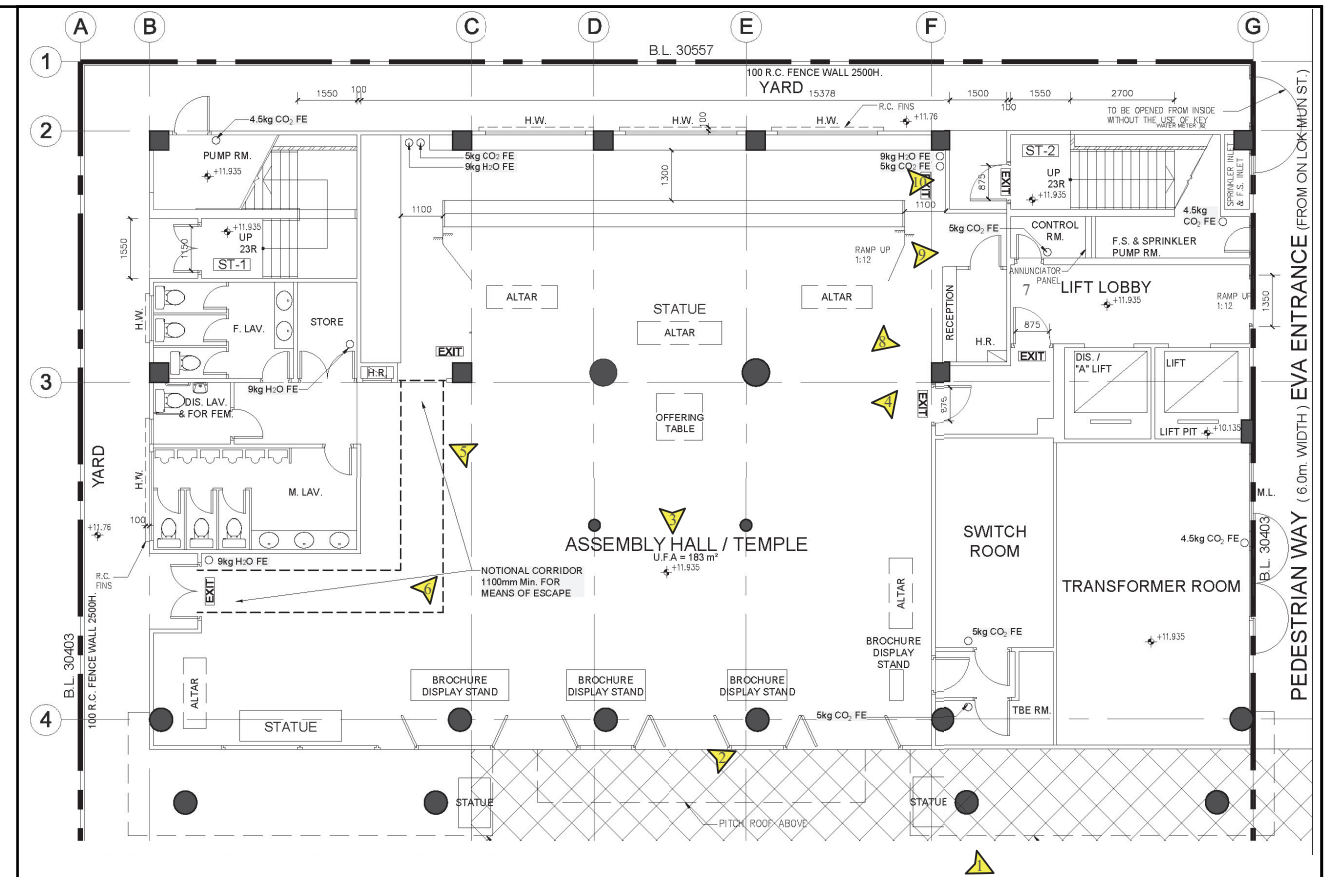 A
B
C
D
E
F
G
1
B.L. 30557
100 R.C. FENCE WALL 2500H.
YARD
1550
100
15378
1500
100
1550
2700
R.C. FINS
+11.76
TO BE OPENED FROM INSIDE
WITHOUT THE USE OF KEY
WATER METER
2
4.5kg CO₂ FE
H.W.
H.W.
100
H.W.
PUMP RM.
+11.935
5kg CO₂ FE
9kg H₂O FE
9kg H₂O FE
5kg CO₂ FE
10
EXIT
875
EXIT
ST-2
UP
23R
+11.935
SPRINKLER INLET
& F.S. INLET
1300
1100
1100
4.5kg
CO₂ FE
1550
1150
+11.935
UP
23R
ST-1
RAMP UP
1:12
9
5kg CO₂ FE
CONTROL
RM.
F.S. & SPRINKLER
PUMP RM.
ANNUNCIATOR
PANEL
7
LIFT LOBBY
+11.935
RAMP UP
1:12
1350
H.W.
F. LAV.
STORE
ALTAR
STATUE
ALTAR
ALTAR
8
RECEPTION
H.R.
875
EXIT
EXIT
3
9kg H₂O FE
H.R.
DIS. LAV.
& FOR FEM.
OFFERING
TABLE
4
EXIT
875
DIS. /
"A" LIFT
LIFT
LIFT PIT
+10.135
YARD
H.W.
5
M. LAV.
M.L.
+11.76
100
3
ASSEMBLY HALL / TEMPLE
U.F.A = 183 m²
+11.935
SWITCH
ROOM
4.5kg CO₂ FE
B.L. 30403
R.C.
FINS
9kg H₂O FE
EXIT
6
NOTIONAL CORRIDOR
1100mm Min. FOR
MEANS OF ESCAPE
ALTAR
TRANSFORMER ROOM
+11.935
PEDESTRIAN WAY ( 6.0m. WIDTH ) EVA ENTRANCE (FROM ON LOK MUN ST.)
B.L. 30403
100 R.C. FENCE WALL 2500H.
5kg CO₂ FE
BROCHURE
DISPLAY
STAND
ALTAR
BROCHURE
DISPLAY STAND
BROCHURE
DISPLAY STAND
BROCHURE
DISPLAY STAND
4
STATUE
5kg CO₂ FE
TBE RM.
2
STATUE
STATUE
PITCH ROOF ABOVE
1